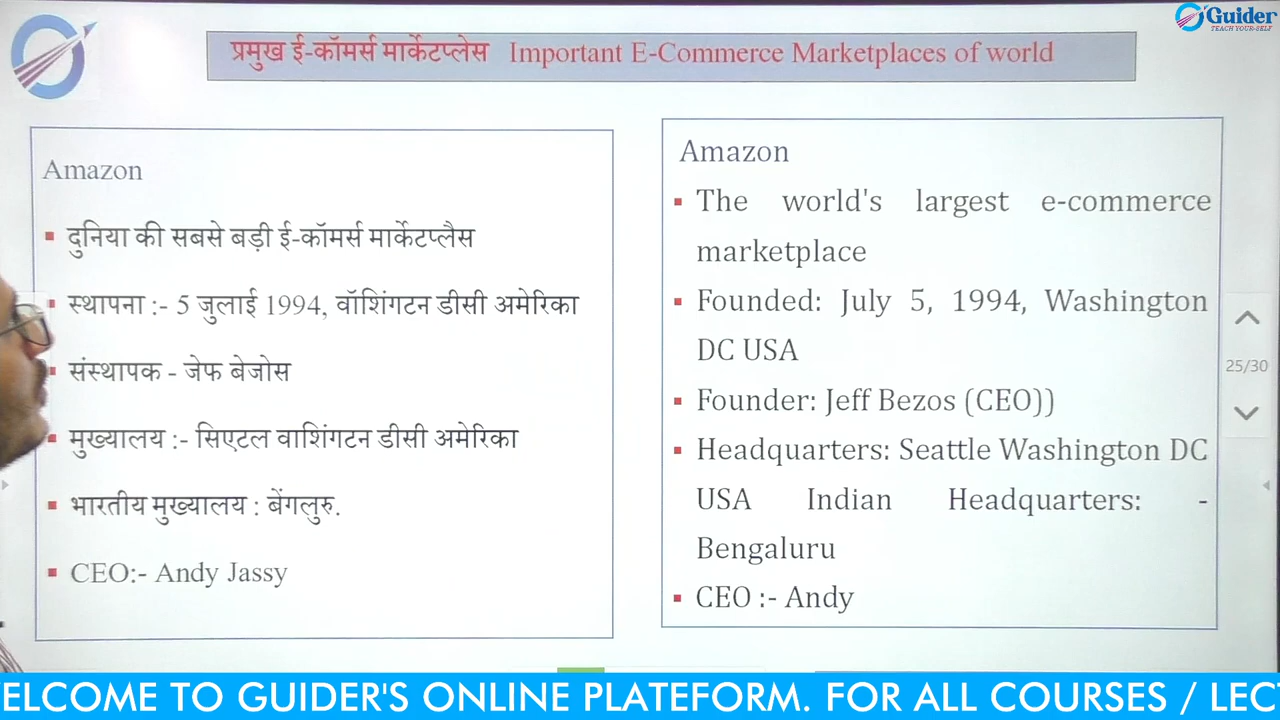 Guider
TEACH YOUR-SELF
प्रमुख ई-कॉमर्स मार्केटप्लेस Important E-Commerce Marketplaces of world
Amazon
दुनिया की सबसे बड़ी ई-कॉमर्स मार्केटप्लैस
स्थापना :- 5 जुलाई 1994, वॉशिंगटन डीसी अमेरिका
संस्थापक - जेफ बेजोस
मुख्यालय :- सिएटल वाशिंगटन डीसी अमेरिका
भारतीय मुख्यालय : बेंगलुरु.
CEO:- Andy Jassy
Amazon
The world's largest e-commerce
marketplace
Founded: July 5, 1994, Washington
DC USA
Founder: Jeff Bezos (CEO))
Headquarters: Seattle Washington DC
USA Indian Headquarters: -
Bengaluru
CEO :- Andy
25/30
ELCOME TO GUIDER'S ONLINE PLATEFORM. FOR ALL COURSES / LEC